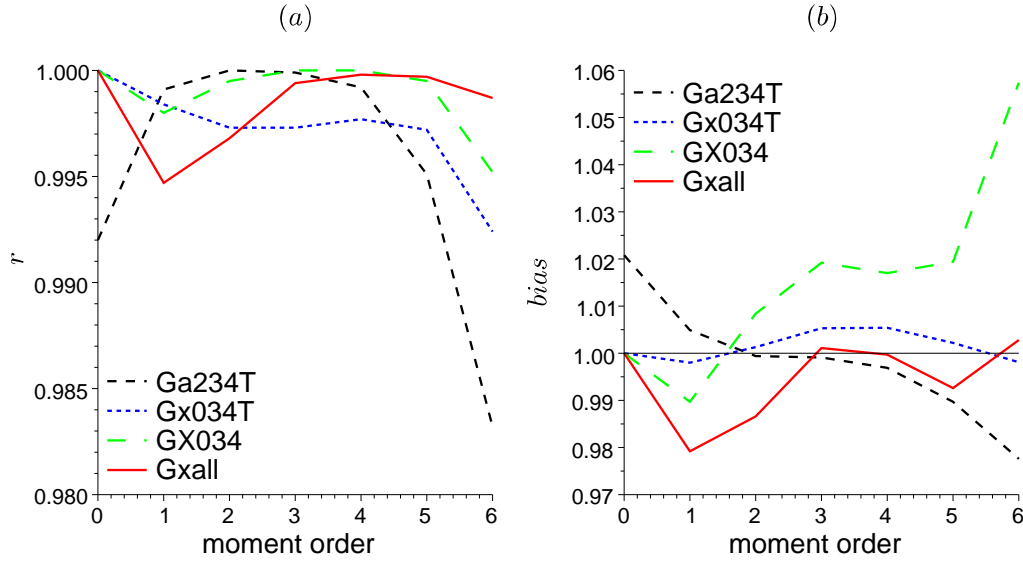 (a)
1.000
0.995
0.990
0.985
0.980
r
Ga234T
Gx034T
GX034
Gxall
0 1 2 3 4 5 6
moment order
(b)
1.06
1.05
1.04
1.03
1.02
1.01
1.00
0.99
0.98
0.97
bias
Ga234T
Gx034T
GX034
Gxall
0 1 2 3 4 5 6
moment order